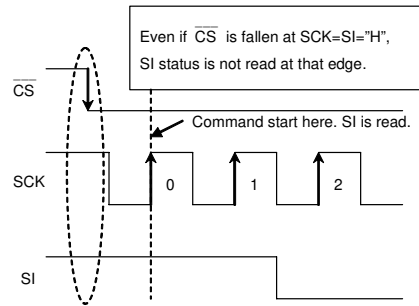 Even if CS is fallen at SCK=SI="H",
SI status is not read at that edge.
CS
Command start here. SI is read.
SCK
0 1 2
SI